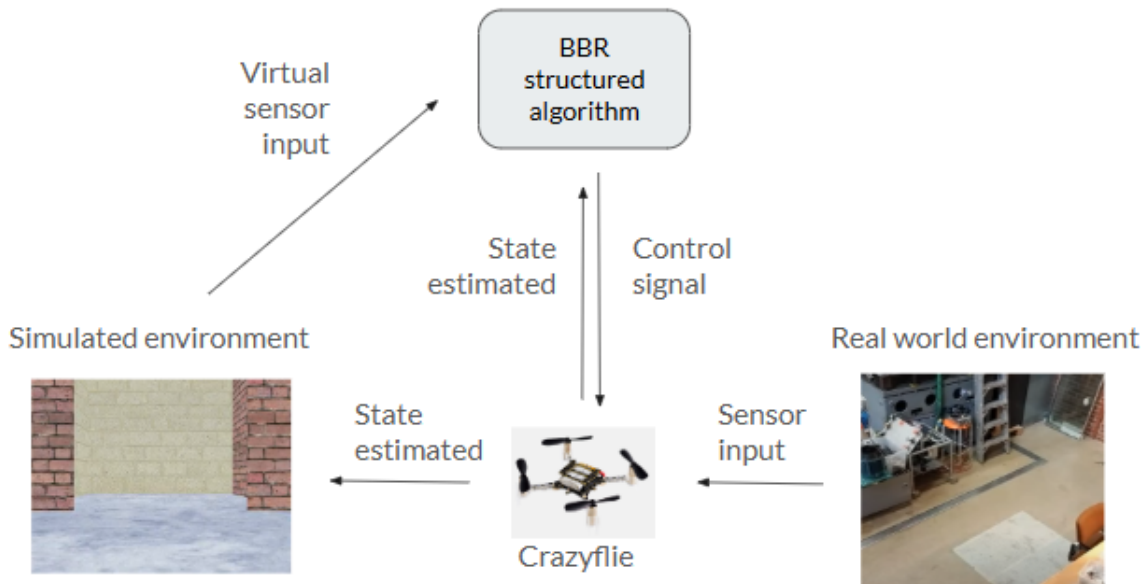 BBR
structured
algorithm
Virtual
sensor
input
State
estimated
Control
signal
Simulated environment
Real world environment
State
estimated
Sensor
input
Crazyflie